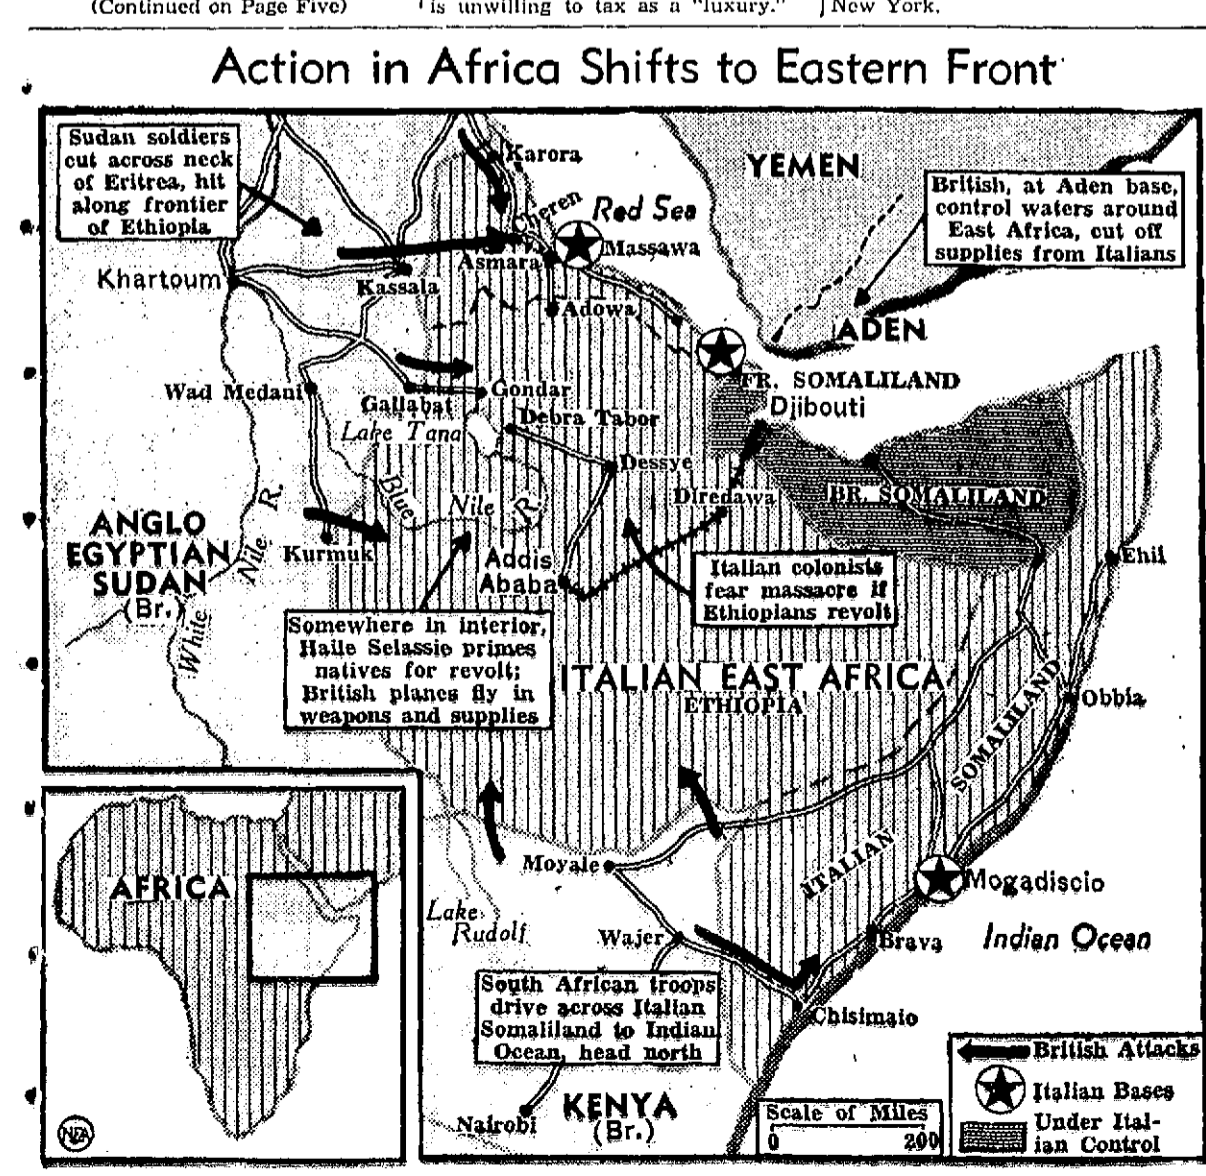 (Continued on Page Five)
is unwilling to tax as a "luxury."
New York.
Action in Africa Shifts to Eastern Front
Sudan soldiers
cut across neck
of Eritrea, hit
along frontier
of Ethiopia
Karora
YEMEN
British, at Aden base,
control waters around
East Africa, cut off
supplies from Italians
Cheren
Red Sea
Massawa
Khartoum
Kassala
Asmara
Adowa
ADEN
Wad Medani
Gallabat
Gondar
FR. SOMALILAND
Djibouti
Lake Tana
Debra Tabor
Dessye
Blue
Nile
R.
Diredawa
BR. SOMALILAND
ANGLO
EGYPTIAN
SUDAN
(Br.)
Nile R.
White
Kurmuk
Addis
Ababa
Italian colonists
fear massacre if
Ethiopians revolt
Ehil
Somewhere in interior,
Haile Selassie primes
natives for revolt;
British planes fly in
weapons and supplies
ITALIAN EAST AFRICA
ETHIOPIA
Obbia
ITALIAN SOMALILAND
AFRICA
Moyale
Mogadiscio
Lake
Rudolf
Wajer
Brava
Indian Ocean
South African troops
drive across Italian
Somaliland to Indian
Ocean, head north
Chisimaio
Nairobi
KENYA
(Br.)
Scale of Miles
0 200
British Attacks
Italian Bases
Under Ital-
ian Control
NEA